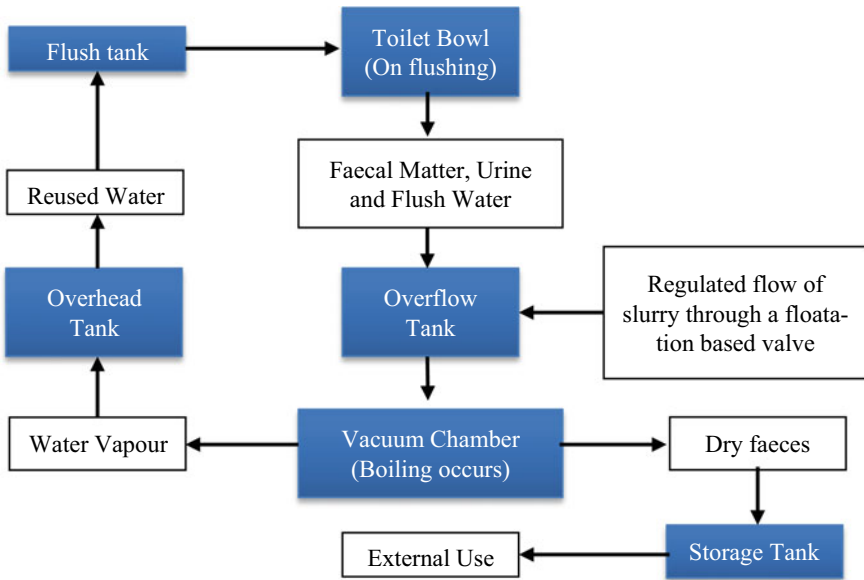 Flush tank
Toilet Bowl
(On flushing)
Faecal Matter, Urine
and Flush Water
Reused Water
Overhead
Tank
Overflow
Tank
Regulated flow of
slurry through a floata-
tion based valve
Water Vapour
Vacuum Chamber
(Boiling occurs)
Dry faeces
External Use
Storage Tank